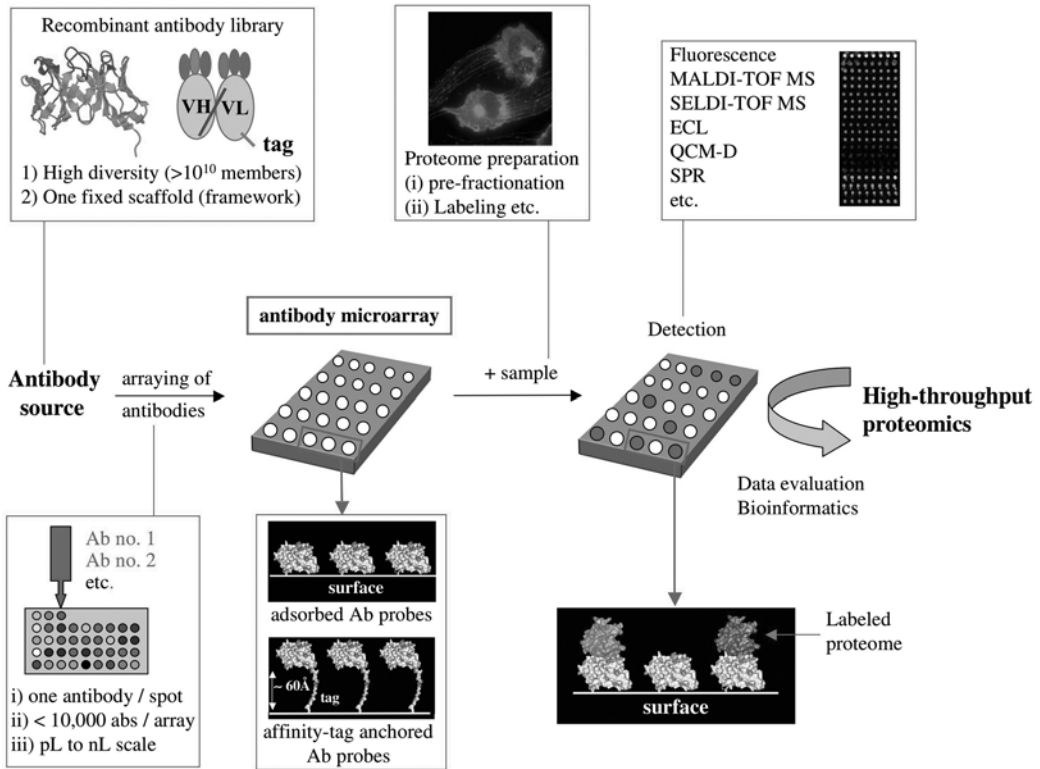 Recombinant antibody library
VH
VL
tag
1) High diversity (>10¹⁰ members)
2) One fixed scaffold (framework)
Proteome preparation
(i) pre-fractionation
(ii) Labeling etc.
Fluorescence
MALDI-TOF MS
SELDI-TOF MS
ECL
QCM-D
SPR
etc.
Antibody
source
arraying of
antibodies
antibody microarray
+ sample
Detection
High-throughput
proteomics
Data evaluation
Bioinformatics
Ab no. 1
Ab no. 2
etc.
i) one antibody / spot
ii) < 10,000 abs / array
iii) pL to nL scale
surface
adsorbed Ab probes
~ 60Å
tag
affinity-tag anchored
Ab probes
Labeled
proteome
surface